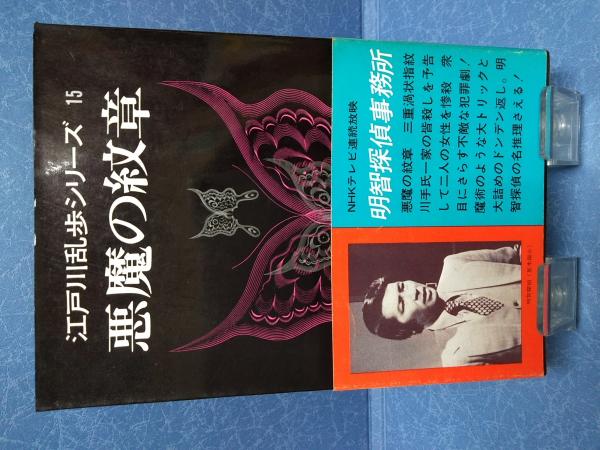 江戸川乱歩シリーズ 15
悪魔の紋章
NHKテレビ連続放映
明智探偵事務所
悪魔の紋章 三重渦状指紋
川手氏一家の皆殺しを予告
して二人の女性を惨殺 衆
目にさらす不敵な犯罪劇！
魔術のような大トリックと
大詰めのドンデン返し。明
智探偵の名推理さえる！